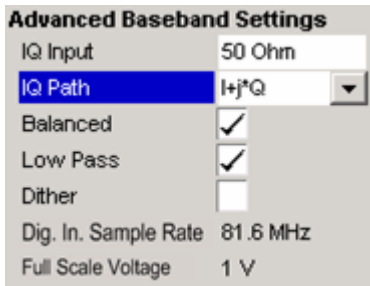 Advanced Baseband Settings
IQ Input 50 Ohm
IQ Path I+j*Q
Balanced
Low Pass
Dither
Dig. In. Sample Rate 81.6 MHz
Full Scale Voltage 1 V